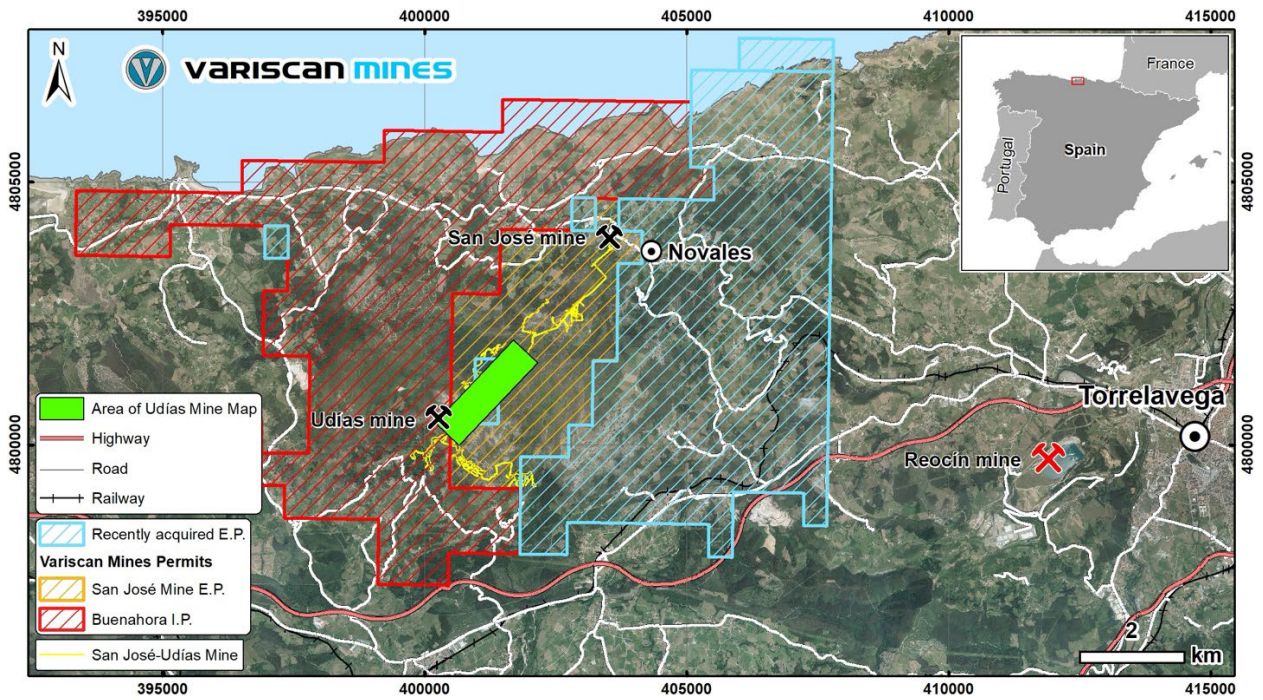 395000 400000 405000 410000 415000
N
VARISCAN MINES
France
Portugal
Spain
4805000
4805000
San José mine
Novales
Area of Udías Mine Map
Udías mine
Torrelavega
Highway
Road
Reocín mine
4800000
4800000
Railway
Recently acquired E.P.
Variscan Mines Permits
San José Mine E.P.
Buenahora I.P.
San José-Udías Mine
2
km
395000 400000 405000 410000 415000